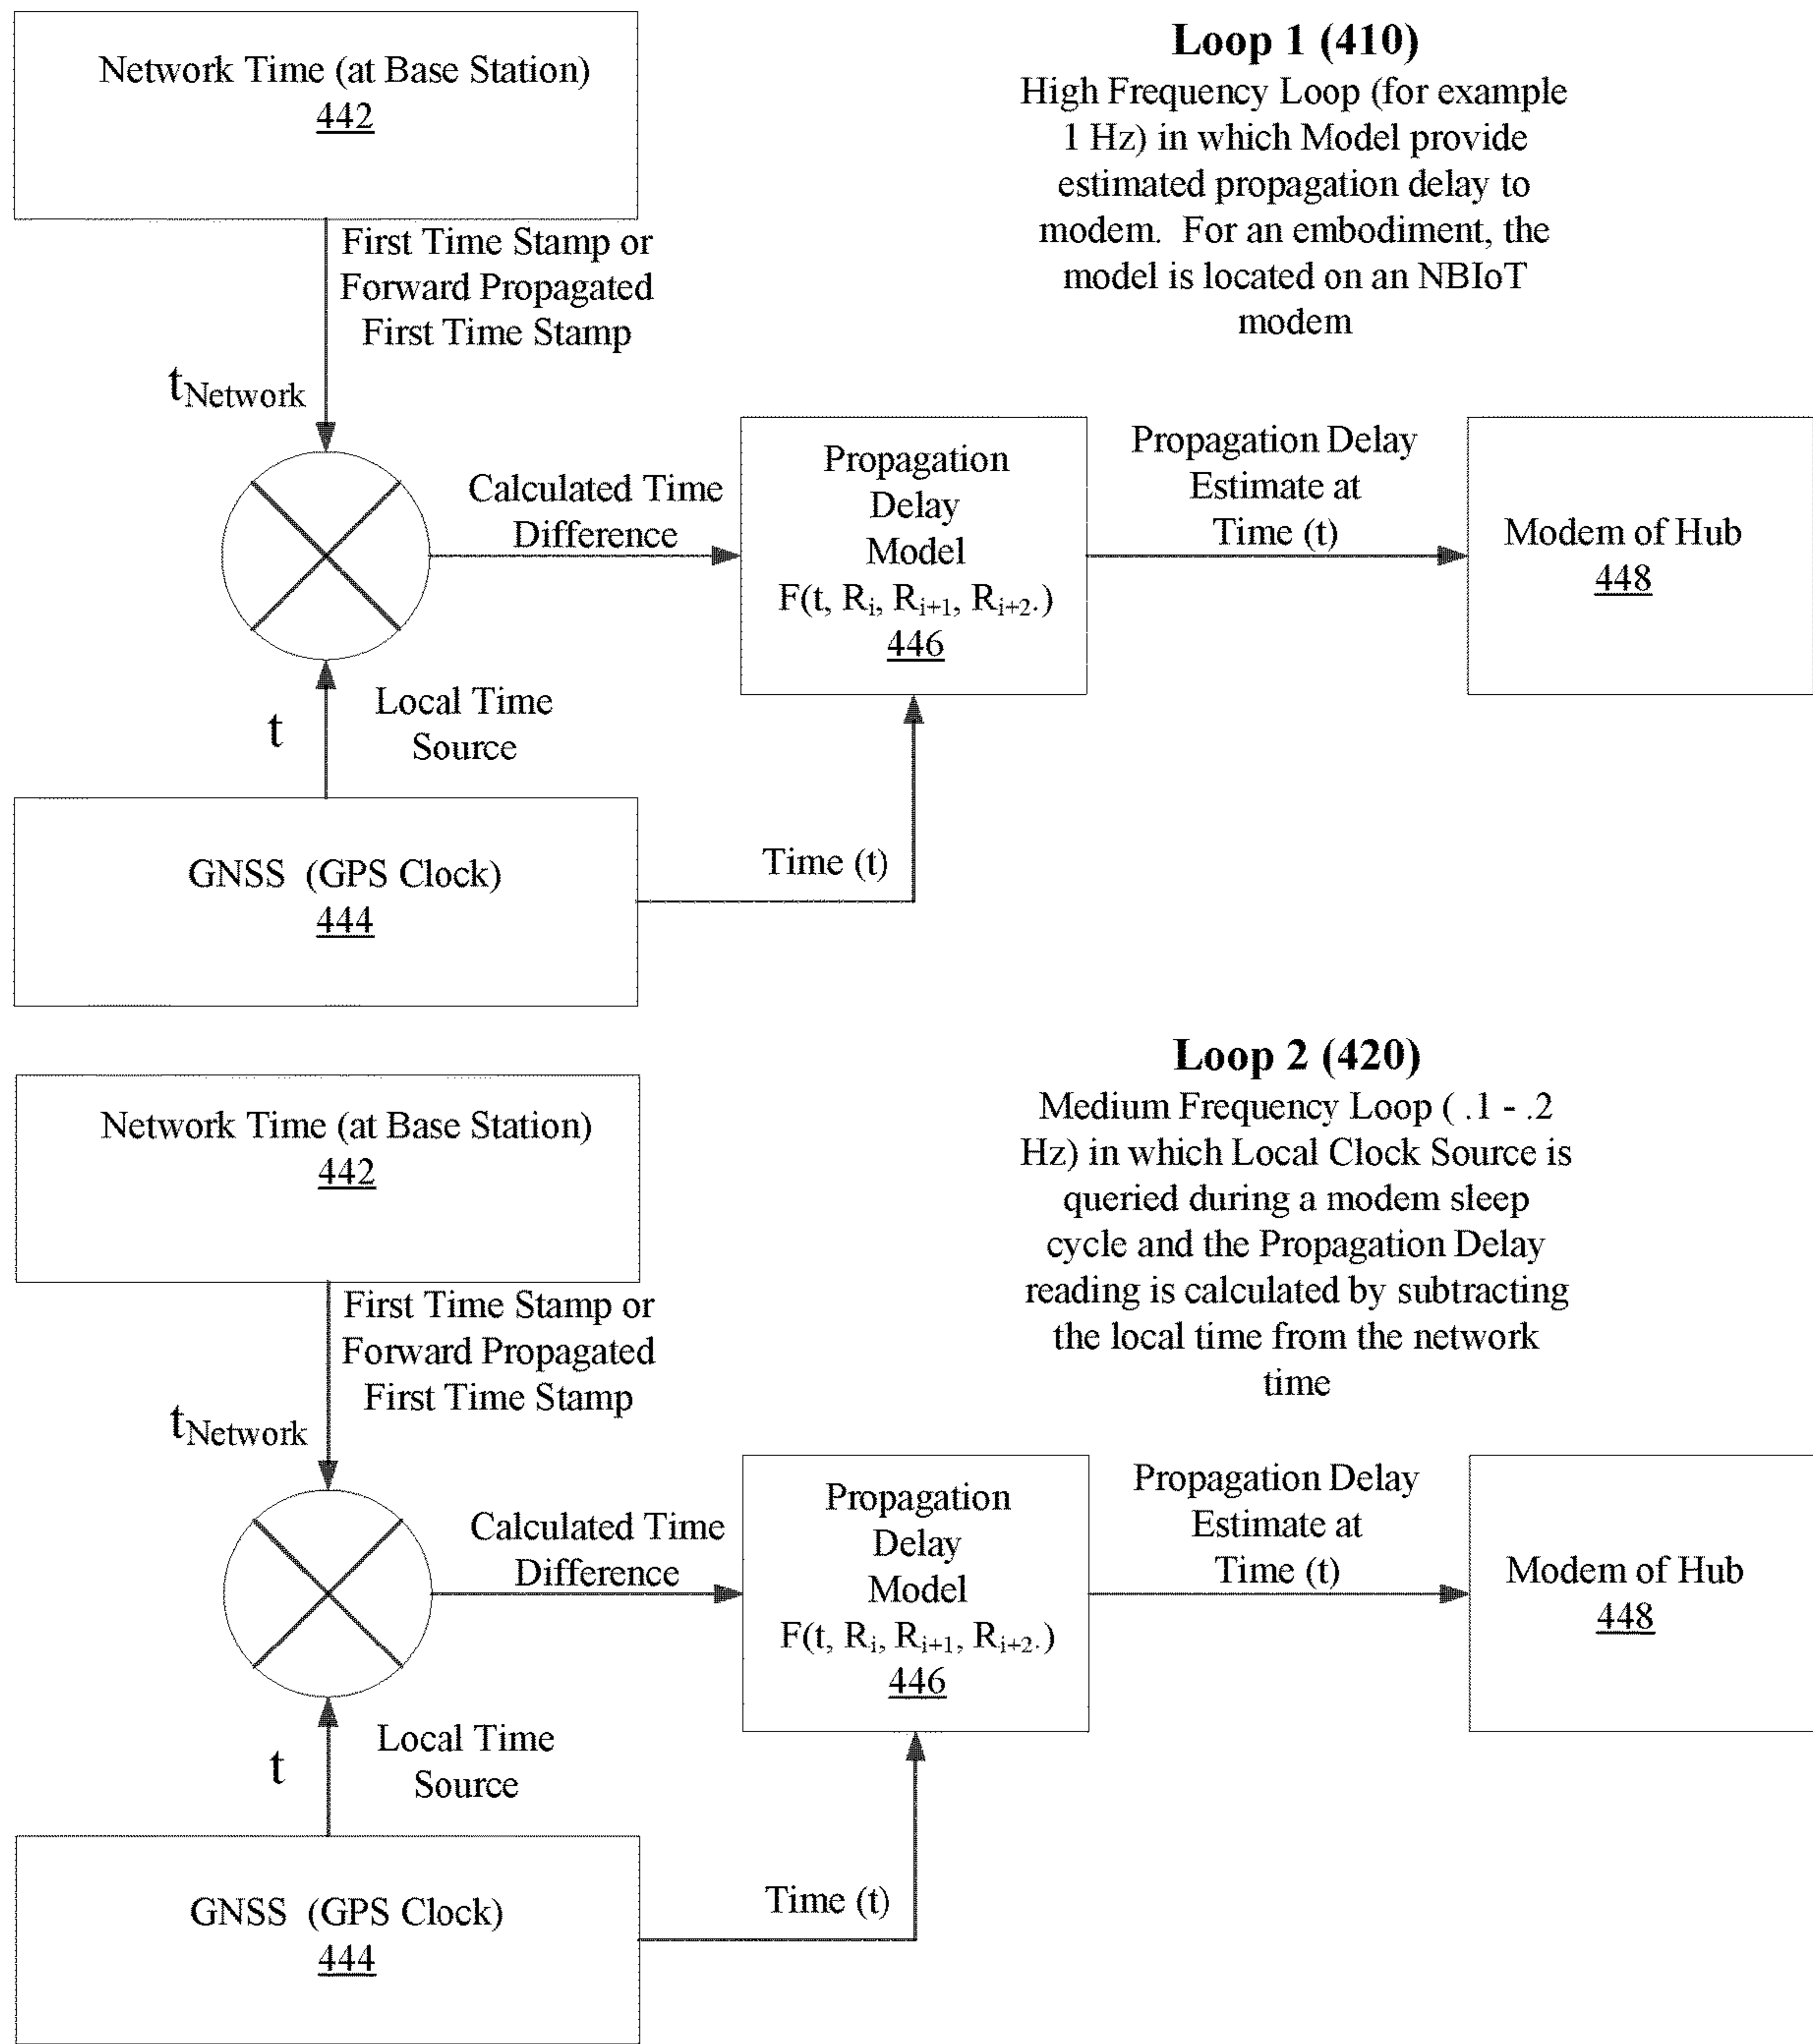 Network Time (at Base Station)
442
Loop 1 (410)
High Frequency Loop (for example
1 Hz) in which Model provide
estimated propagation delay to
modem. For an embodiment, the
model is located on an NBIoT
modem
First Time Stamp or
Forward Propagated
First Time Stamp
tNetwork
Calculated Time
Difference
Propagation
Delay
Model
F(t, Ri, Ri+1, Ri+2.)
446
Propagation Delay
Estimate at
Time (t)
Modem of Hub
448
t
Local Time
Source
GNSS (GPS Clock)
444
Time (t)
Network Time (at Base Station)
442
Loop 2 (420)
Medium Frequency Loop ( .1 - .2
Hz) in which Local Clock Source is
queried during a modem sleep
cycle and the Propagation Delay
reading is calculated by subtracting
the local time from the network
time
First Time Stamp or
Forward Propagated
First Time Stamp
tNetwork
Calculated Time
Difference
Propagation
Delay
Model
F(t, Ri, Ri+1, Ri+2.)
446
Propagation Delay
Estimate at
Time (t)
Modem of Hub
448
t
Local Time
Source
GNSS (GPS Clock)
444
Time (t)